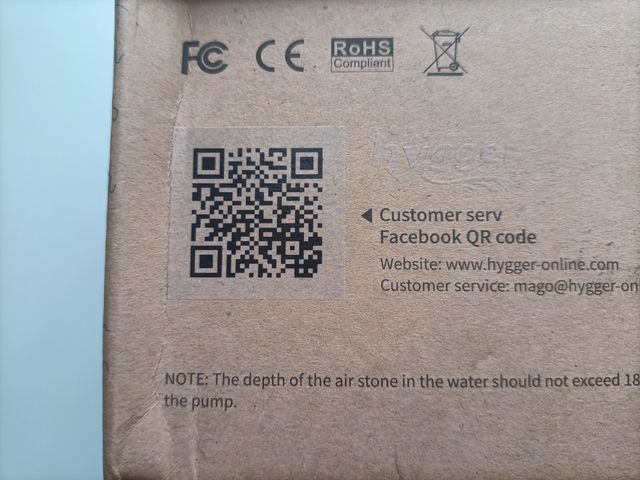 FC CE RoHS
Compliant
hygger
Customer serv
Facebook QR code
Website: www.hygger-online.com
Customer service: mago@hygger-on
NOTE: The depth of the air stone in the water should not exceed 18
the pump.